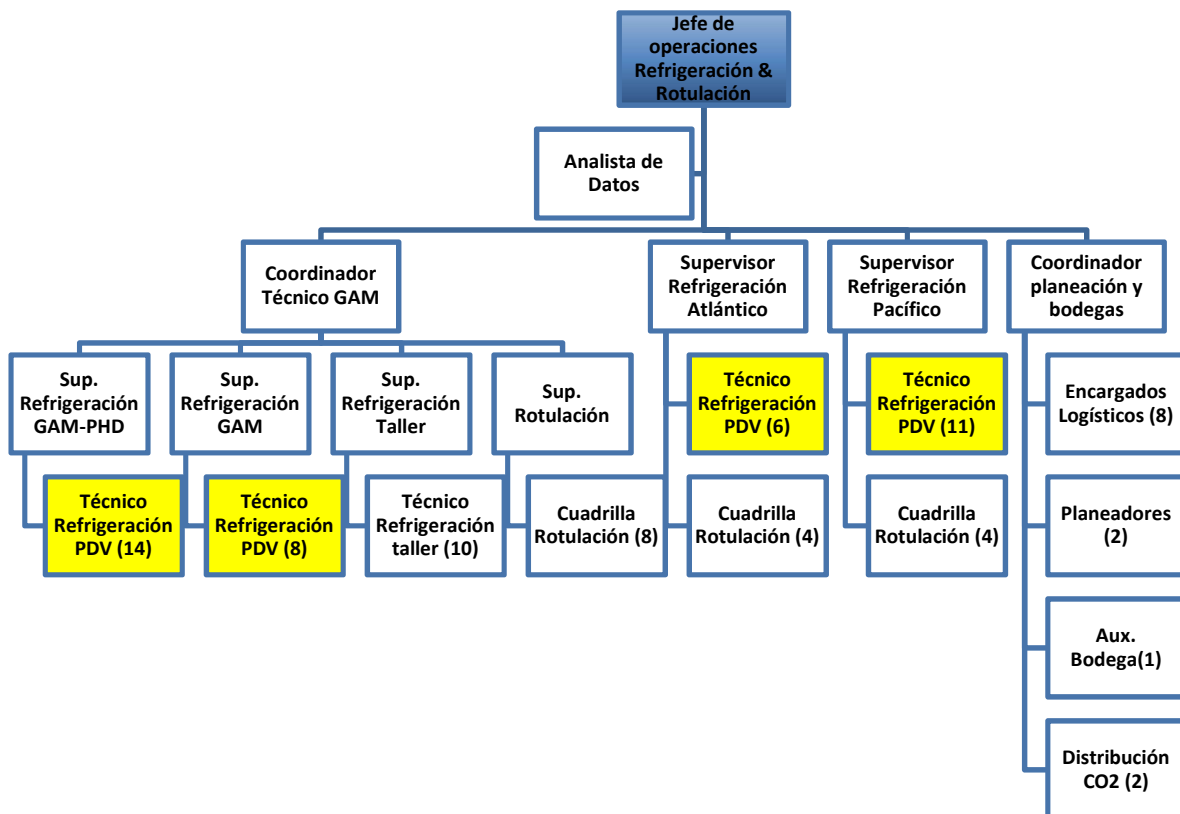 Jefe de
operaciones
Refrigeración &
Rotulación
Analista de
Datos
Coordinador
Técnico GAM
Supervisor
Refrigeración
Atlántico
Supervisor
Refrigeración
Pacífico
Coordinador
planeación y
bodegas
Sup.
Refrigeración
GAM-PHD
Sup.
Refrigeración
GAM
Sup.
Refrigeración
Taller
Sup.
Rotulación
Técnico
Refrigeración
PDV (6)
Técnico
Refrigeración
PDV (11)
Encargados
Logísticos (8)
Técnico
Refrigeración
PDV (14)
Técnico
Refrigeración
PDV (8)
Técnico
Refrigeración
taller (10)
Cuadrilla
Rotulación (8)
Cuadrilla
Rotulación (4)
Cuadrilla
Rotulación (4)
Planeadores
(2)
Aux.
Bodega(1)
Distribución
CO2 (2)